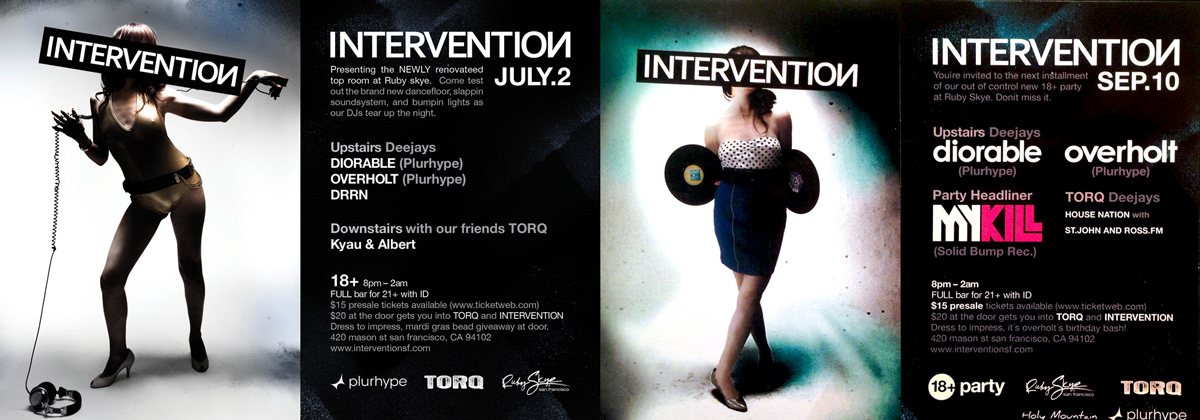 INTERVENTION
INTERVENTION
JULY.2
Presenting the NEWLY renovateed
top room at Ruby skye. Come test
out the brand new dancefloor, slappin
soundsystem, and bumpin lights as
our DJs tear up the night.
Upstairs Deejays
DIORABLE (Plurhype)
OVERHOLT (Plurhype)
DRRN
Downstairs with our friends TORQ
Kyau & Albert
18+ 8pm – 2am
FULL bar for 21+ with ID
$15 presale tickets available (www.ticketweb.com)
$20 at the door gets you into TORQ and INTERVENTION
Dress to impress, mardi gras bead giveaway at door.
420 mason st san francisco, CA 94102
www.interventionsf.com
plurhype TORQ Ruby Skye
san francisco
INTERVENTION
INTERVENTION
SEP.10
Youíre invited to the next installment
of our out of control new 18+ party
at Ruby Skye. Donít miss it.
Upstairs Deejays
diorable overholt
(Plurhype) (Plurhype)
Party Headliner
MYKILL
(Solid Bump Rec.)
TORQ Deejays
HOUSE NATION with
ST.JOHN AND ROSS.FM
8pm – 2am
FULL bar for 21+ with ID
$15 presale tickets available (www.ticketweb.com)
$20 at the door gets you into TORQ and INTERVENTION
Dress to impress, it´s overholt´s birthday bash!
420 mason st san francisco, CA 94102
www.interventionsf.com
18+ party Ruby Skye TORQ
san francisco
Holy Mountain plurhype